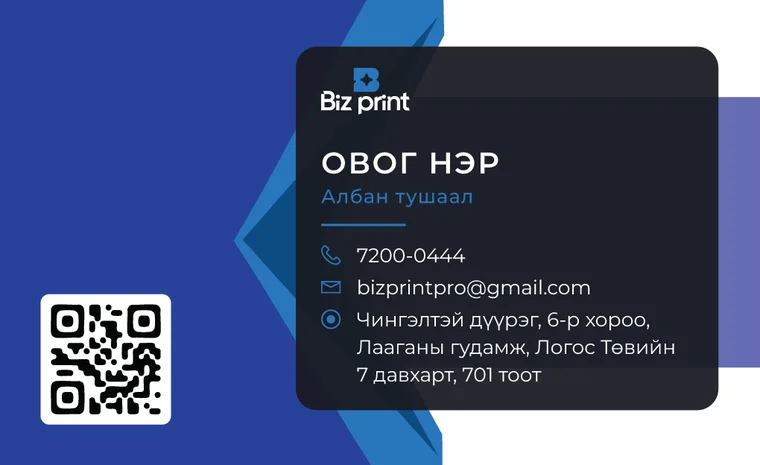 Biz print
ОВОГ НЭР
Албан тушаал
7200-0444
bizprintpro@gmail.com
Чингэлтэй дүүрэг, 6-р хороо,
Лааганы гудамж, Логос Төвийн
7 давхарт, 701 тоот